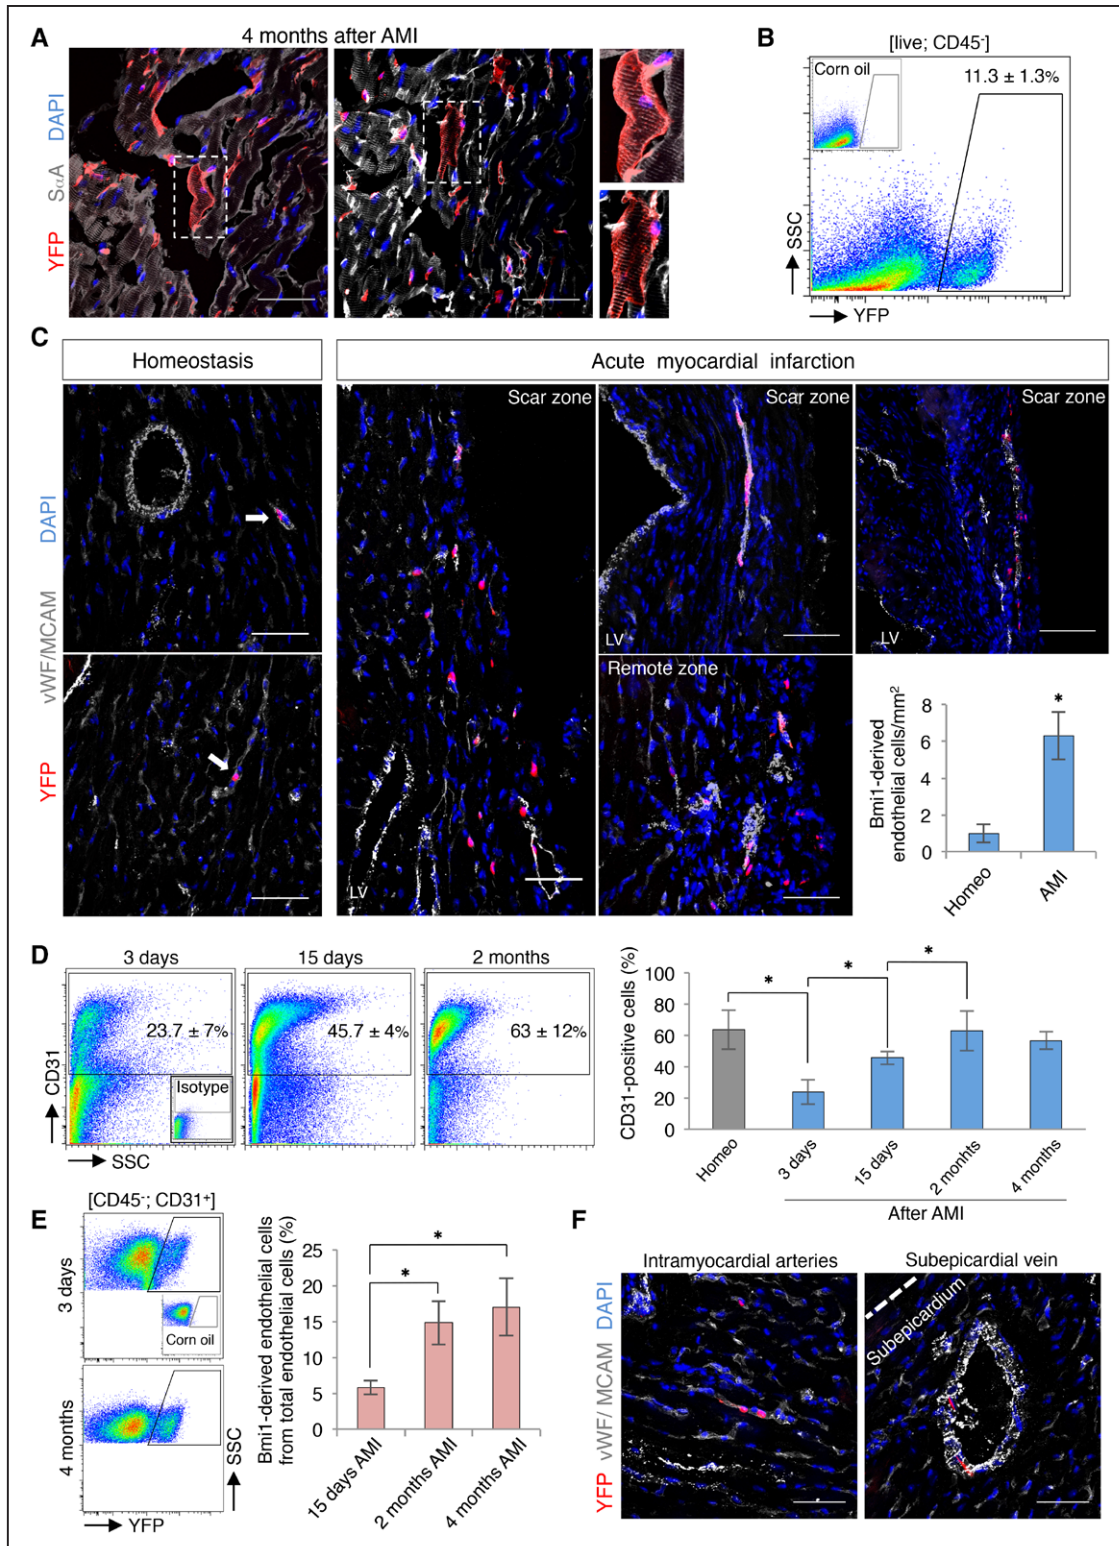 A
4 months after AMI
YFP SαA DAPI
B
[live; CD45-]
Corn oil
11.3 ± 1.3%
SSC
YFP
C
Homeostasis
Acute myocardial infarction
YFP vWF/MCAM DAPI
Scar zone
Scar zone
LV
Scar zone
LV
LV
Remote zone
Bmi1-derived
endothelial cells/mm2
8
6
4
2
0
*
Homeo
AMI
D
3 days
15 days
2 months
23.7 ± 7%
45.7 ± 4%
63 ± 12%
Isotype
CD31
SSC
CD31-positive cells (%)
100
80
60
40
20
0
*
*
*
Homeo
3 days
15 days
2 monhts
4 months
After AMI
E
[CD45-; CD31+]
3 days
Corn oil
4 months
SSC
YFP
Bmi1-derived endothelial cells
from total endothelial cells (%)
25
20
15
10
5
0
*
*
15 days AMI
2 months AMI
4 months AMI
F
Intramyocardial arteries
Subepicardial vein
YFP vWF/ MCAM DAPI
Subepicardium